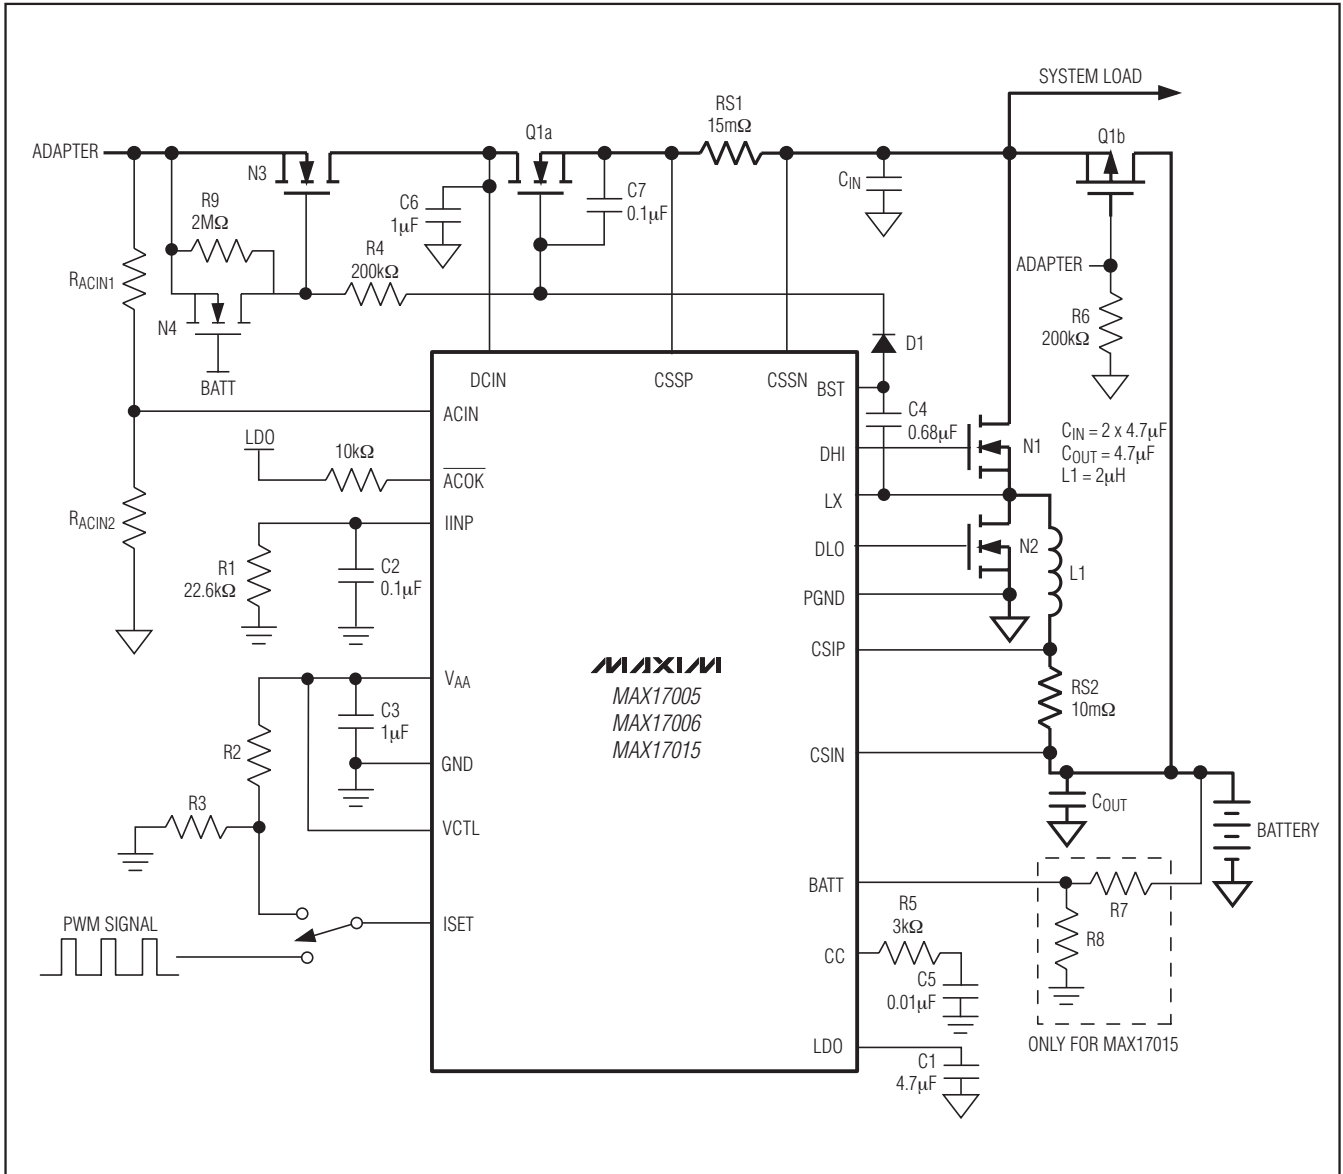 SYSTEM LOAD
RS1
15mΩ
ADAPTER
N3
Q1a
Q1b
C6
1μF
C7
0.1μF
CIN
R9
2MΩ
R4
200kΩ
RACIN1
N4
BATT
ADAPTER
R6
200kΩ
D1
DCIN
CSSP
CSSN
BST
ACIN
C4
0.68μF
LDO
10kΩ
ACOK
DHI
N1
CIN = 2 x 4.7μF
COUT = 4.7μF
L1 = 2μH
LX
RACIN2
IINP
R1
22.6kΩ
C2
0.1μF
DLO
N2
L1
PGND
CSIP
MAXIM
MAX17005
MAX17006
MAX17015
VAA
C3
1μF
RS2
10mΩ
R2
GND
CSIN
R3
VCTL
COUT
BATTERY
BATT
R7
R8
PWM SIGNAL
ISET
R5
3kΩ
CC
C5
0.01μF
ONLY FOR MAX17015
LDO
C1
4.7μF